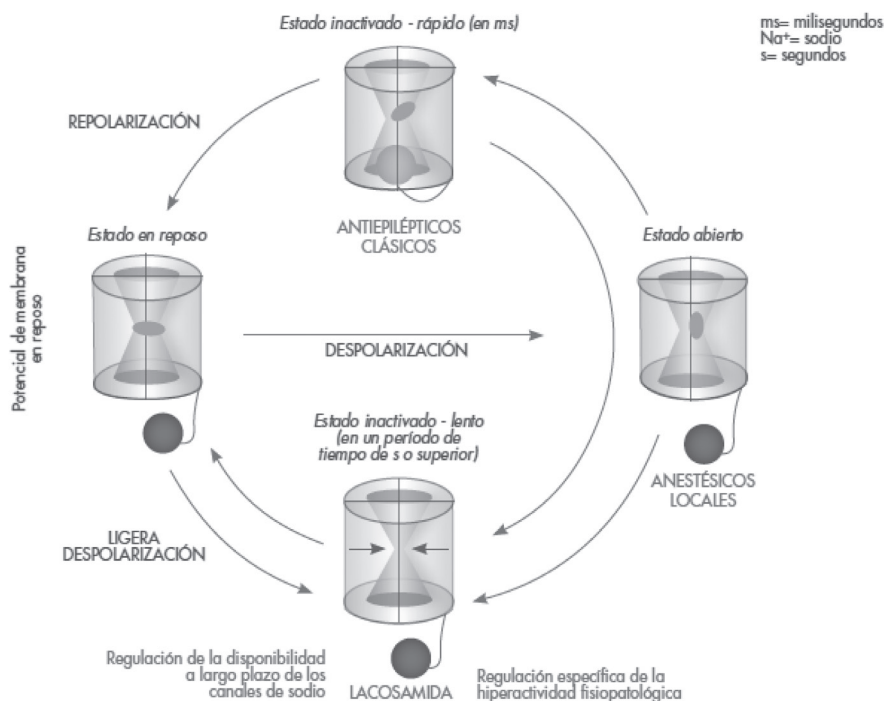 Estado inactivado - rápido (en ms)
ms= milisegundos
Na+= sodio
s= segundos
REPOLARIZACIÓN
ANTIEPILÉPTICOS
CLÁSICOS
Estado en reposo
Estado abierto
Potencial de membrana
en reposo
DESPOLARIZACIÓN
Estado inactivado - lento
(en un período de
tiempo de s o superior)
ANESTÉSICOS
LOCALES
LIGERA
DESPOLARIZACIÓN
Regulación de la disponibilidad
a largo plazo de los
canales de sodio
LACOSAMIDA
Regulación específica de la
hiperactividad fisiopatológica